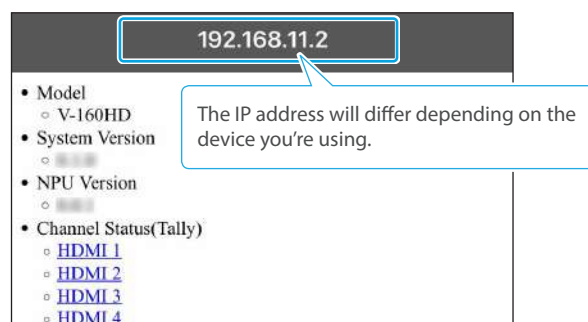 192.168.11.2
• Model
◦ V-160HD
The IP address will differ depending on the
device you're using.
• System Version
• NPU Version
• Channel Status(Tally)
◦ HDMI 1
◦ HDMI 2
◦ HDMI 3
◦ HDMI 4